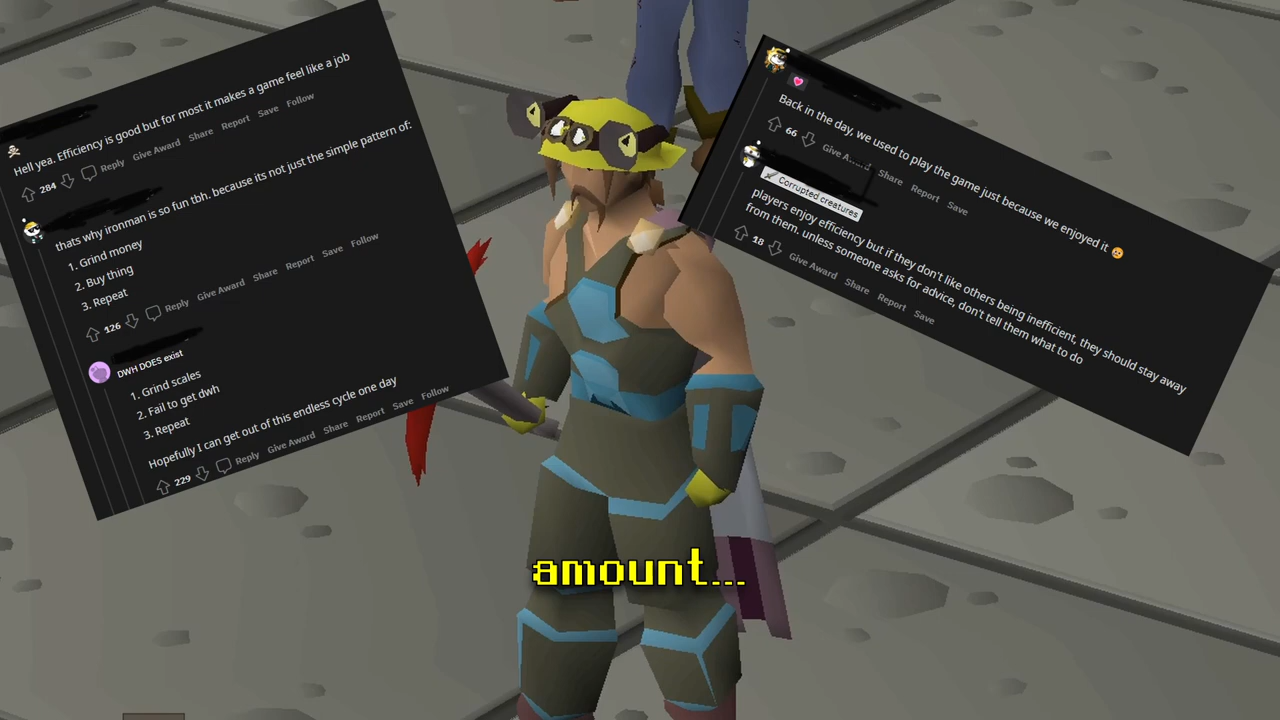 Hell yea. Efficiency is good but for most it makes a game feel like a job
284 Reply Give Award Share Report Save Follow
thats why ironman is so fun tbh. because its not just the simple pattern of:
1. Grind money
2. Buy thing
3. Repeat
126 Reply Give Award Share Report Save Follow
DWH DOES exist
1. Grind scales
2. Fail to get dwh
3. Repeat
Hopefully I can get out of this endless cycle one day
229 Reply Give Award Share Report Save Follow
Back in the day, we used to play the game just because we enjoyed it 🥺
66 Give Award Share Report Save
Corrupted creatures
players enjoy efficiency but if they don't like others being inefficient, they should stay away
from them. unless someone asks for advice, don't tell them what to do
18 Give Award Share Report Save
amount...